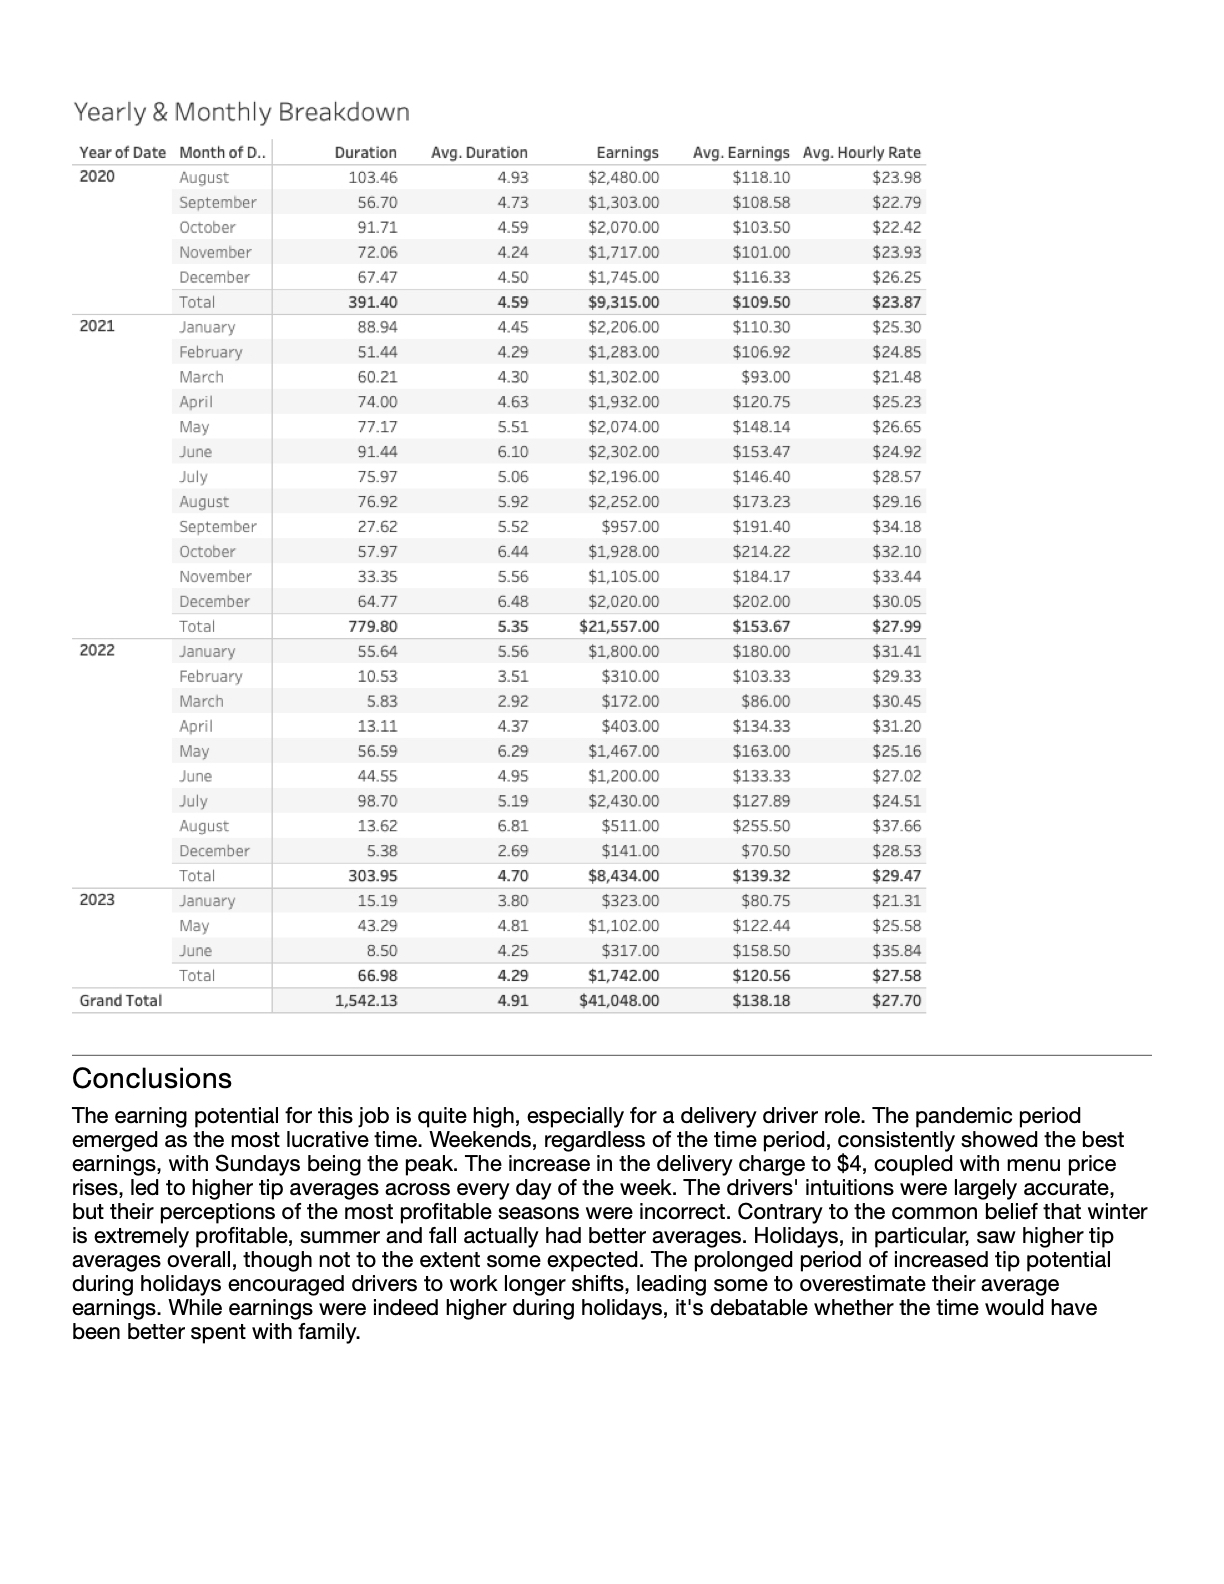 Yearly & Monthly Breakdown
Year of Date Month of D.. Duration Avg. Duration Earnings Avg. Earnings Avg. Hourly Rate
2020 August 103.46 4.93 $2,480.00 $118.10 $23.98
September 56.70 4.73 $1,303.00 $108.58 $22.79
October 91.71 4.59 $2,070.00 $103.50 $22.42
November 72.06 4.24 $1,717.00 $101.00 $23.93
December 67.47 4.50 $1,745.00 $116.33 $26.25
Total 391.40 4.59 $9,315.00 $109.50 $23.87
2021 January 88.94 4.45 $2,206.00 $110.30 $25.30
February 51.44 4.29 $1,283.00 $106.92 $24.85
March 60.21 4.30 $1,302.00 $93.00 $21.48
April 74.00 4.63 $1,932.00 $120.75 $25.23
May 77.17 5.51 $2,074.00 $148.14 $26.65
June 91.44 6.10 $2,302.00 $153.47 $24.92
July 75.97 5.06 $2,196.00 $146.40 $28.57
August 76.92 5.92 $2,252.00 $173.23 $29.16
September 27.62 5.52 $957.00 $191.40 $34.18
October 57.97 6.44 $1,928.00 $214.22 $32.10
November 33.35 5.56 $1,105.00 $184.17 $33.44
December 64.77 6.48 $2,020.00 $202.00 $30.05
Total 779.80 5.35 $21,557.00 $153.67 $27.99
2022 January 55.64 5.56 $1,800.00 $180.00 $31.41
February 10.53 3.51 $310.00 $103.33 $29.33
March 5.83 2.92 $172.00 $86.00 $30.45
April 13.11 4.37 $403.00 $134.33 $31.20
May 56.59 6.29 $1,467.00 $163.00 $25.16
June 44.55 4.95 $1,200.00 $133.33 $27.02
July 98.70 5.19 $2,430.00 $127.89 $24.51
August 13.62 6.81 $511.00 $255.50 $37.66
December 5.38 2.69 $141.00 $70.50 $28.53
Total 303.95 4.70 $8,434.00 $139.32 $29.47
2023 January 15.19 3.80 $323.00 $80.75 $21.31
May 43.29 4.81 $1,102.00 $122.44 $25.58
June 8.50 4.25 $317.00 $158.50 $35.84
Total 66.98 4.29 $1,742.00 $120.56 $27.58
Grand Total 1,542.13 4.91 $41,048.00 $138.18 $27.70
Conclusions
The earning potential for this job is quite high, especially for a delivery driver role. The pandemic period
emerged as the most lucrative time. Weekends, regardless of the time period, consistently showed the best
earnings, with Sundays being the peak. The increase in the delivery charge to $4, coupled with menu price
rises, led to higher tip averages across every day of the week. The drivers' intuitions were largely accurate,
but their perceptions of the most profitable seasons were incorrect. Contrary to the common belief that winter
is extremely profitable, summer and fall actually had better averages. Holidays, in particular, saw higher tip
averages overall, though not to the extent some expected. The prolonged period of increased tip potential
during holidays encouraged drivers to work longer shifts, leading some to overestimate their average
earnings. While earnings were indeed higher during holidays, it's debatable whether the time would have
been better spent with family.